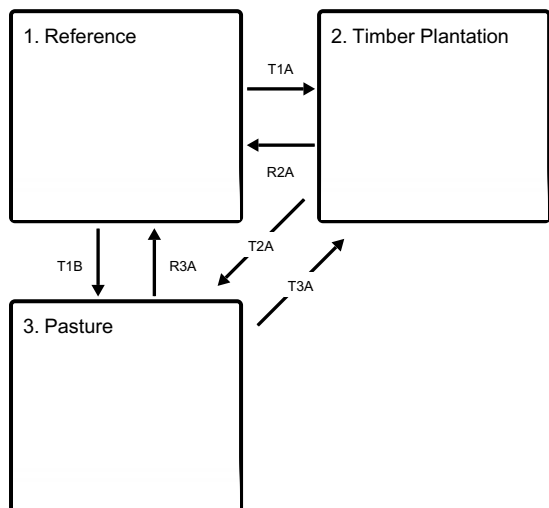 1. Reference
2. Timber Plantation
T1A
R2A
T2A
T1B
R3A
T3A
3. Pasture